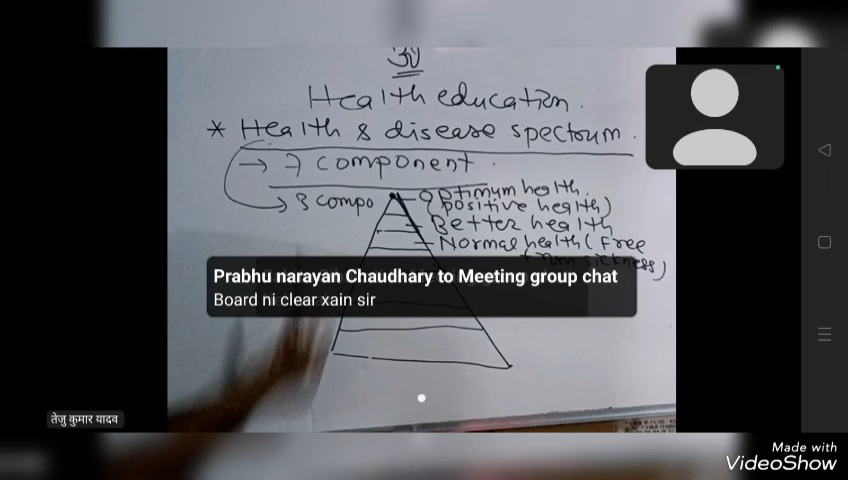 ॐ
Health education.
* Health & disease spectrum.
→ 7 component.
→ 3 compo
Optimum health.
(positive health)
Better health
Normal health (Free
from sickness)
Prabhu narayan Chaudhary to Meeting group chat
Board ni clear xain sir
तेजु कुमार यादव
Made with
VideoShow